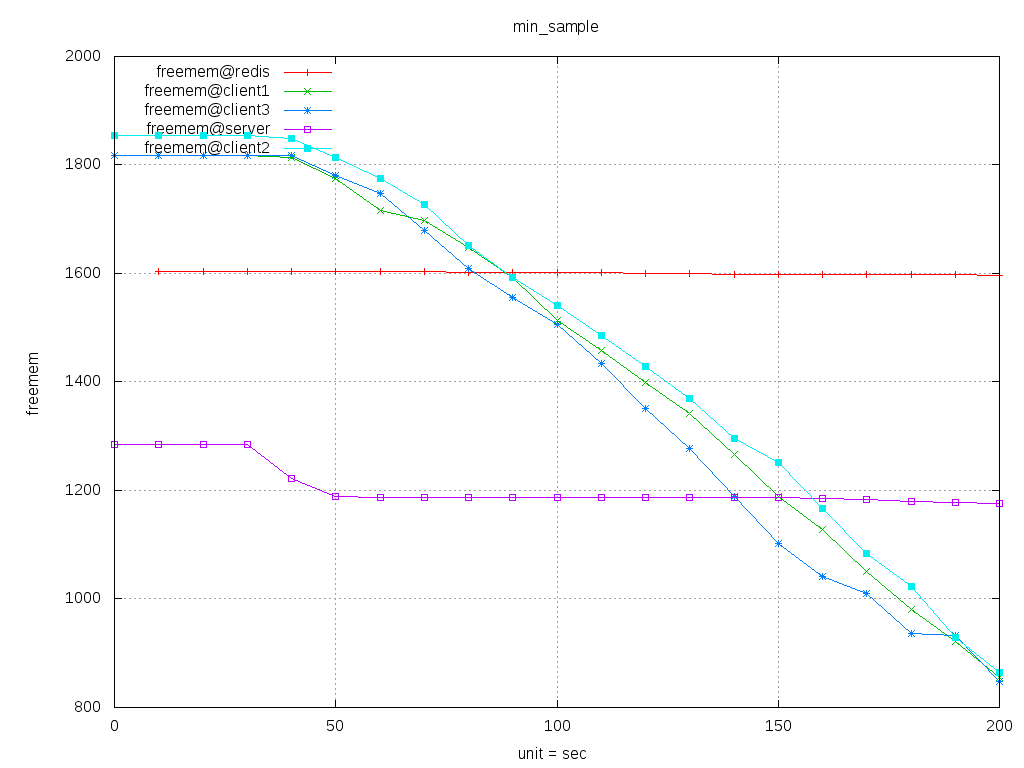 min_sample
2000
1800
1600
1400
1200
1000
800
freemem
freemem@redis
freemem@client1
freemem@client3
freemem@server
freemem@client2
0
50
100
150
200
unit = sec